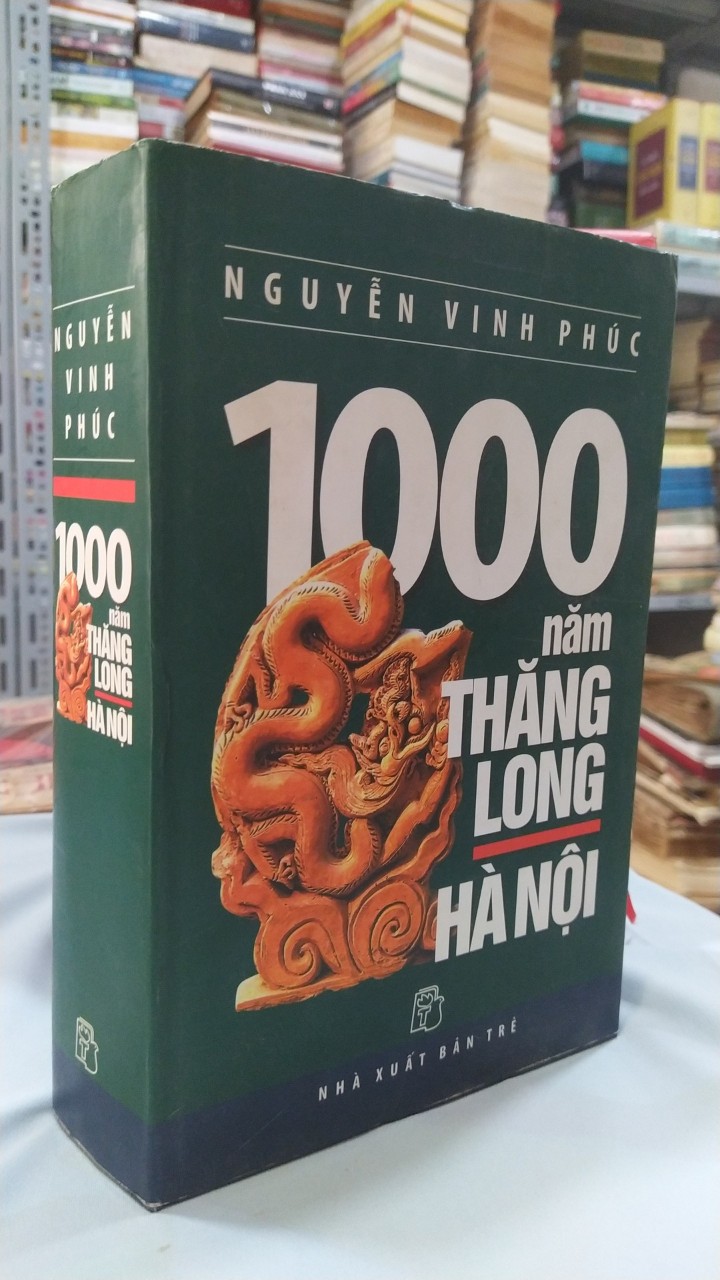 NGUYỄN
VINH
PHÚC
1000
năm
THĂNG
LONG
HÀ NỘI
NGUYỄN VINH PHÚC
1000
năm
THĂNG
LONG
HÀ NỘI
NHÀ XUẤT BẢN TRẺ